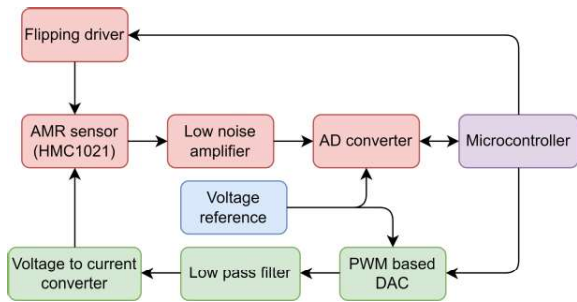 Flipping driver
AMR sensor
(HMC1021)
Low noise
amplifier
AD converter
Microcontroller
Voltage
reference
Voltage to current
converter
Low pass filter
PWM based
DAC